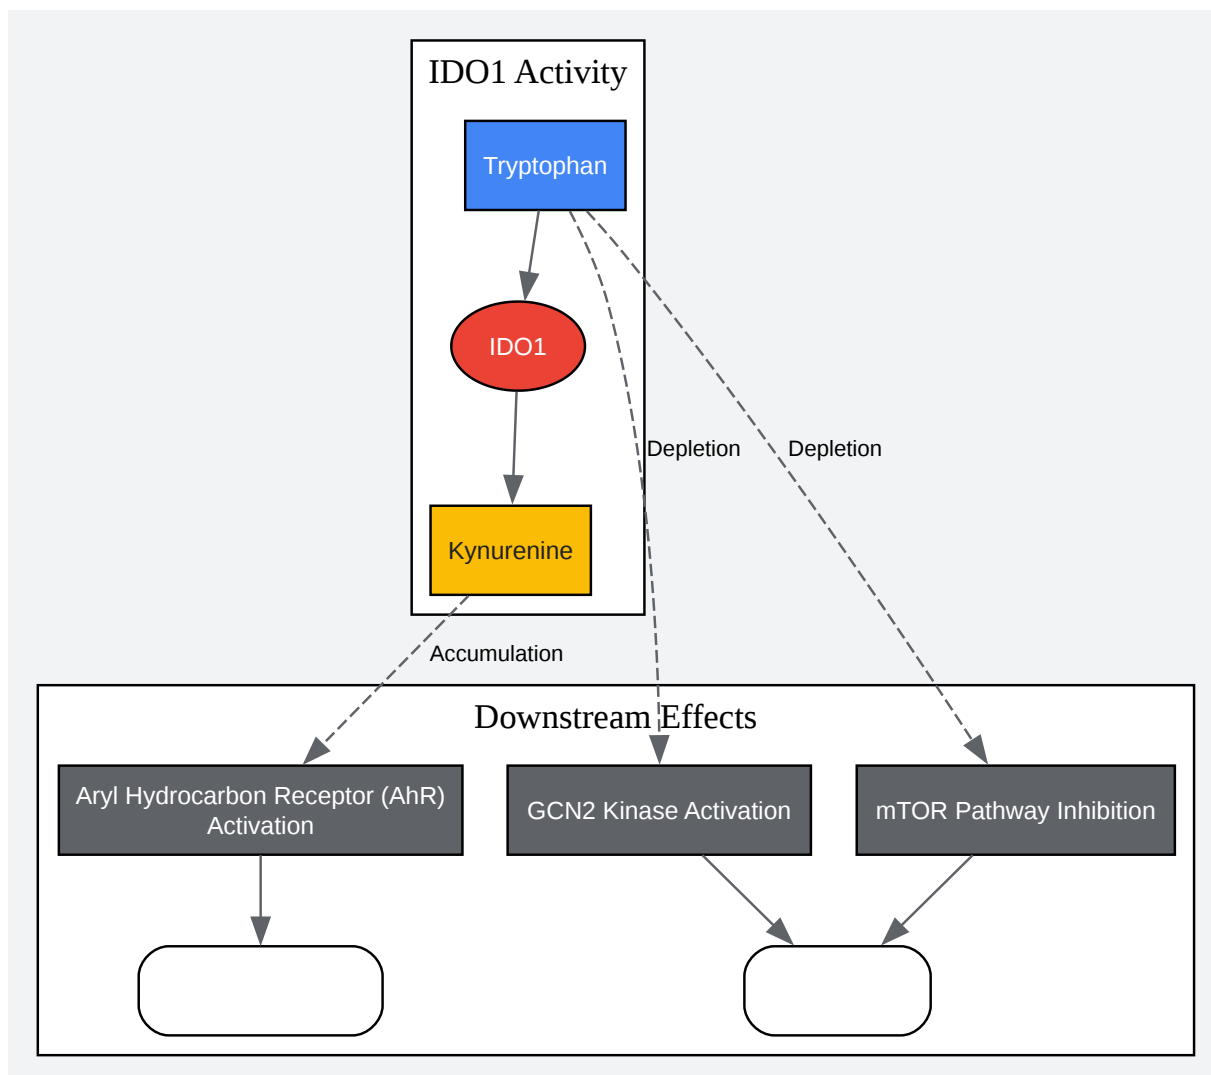 IDO1 Activity
Tryptophan
IDO1
Depletion
Depletion
Kynurenine
Accumulation
Downstream Effects
Aryl Hydrocarbon Receptor (AhR)
Activation
GCN2 Kinase Activation
mTOR Pathway Inhibition